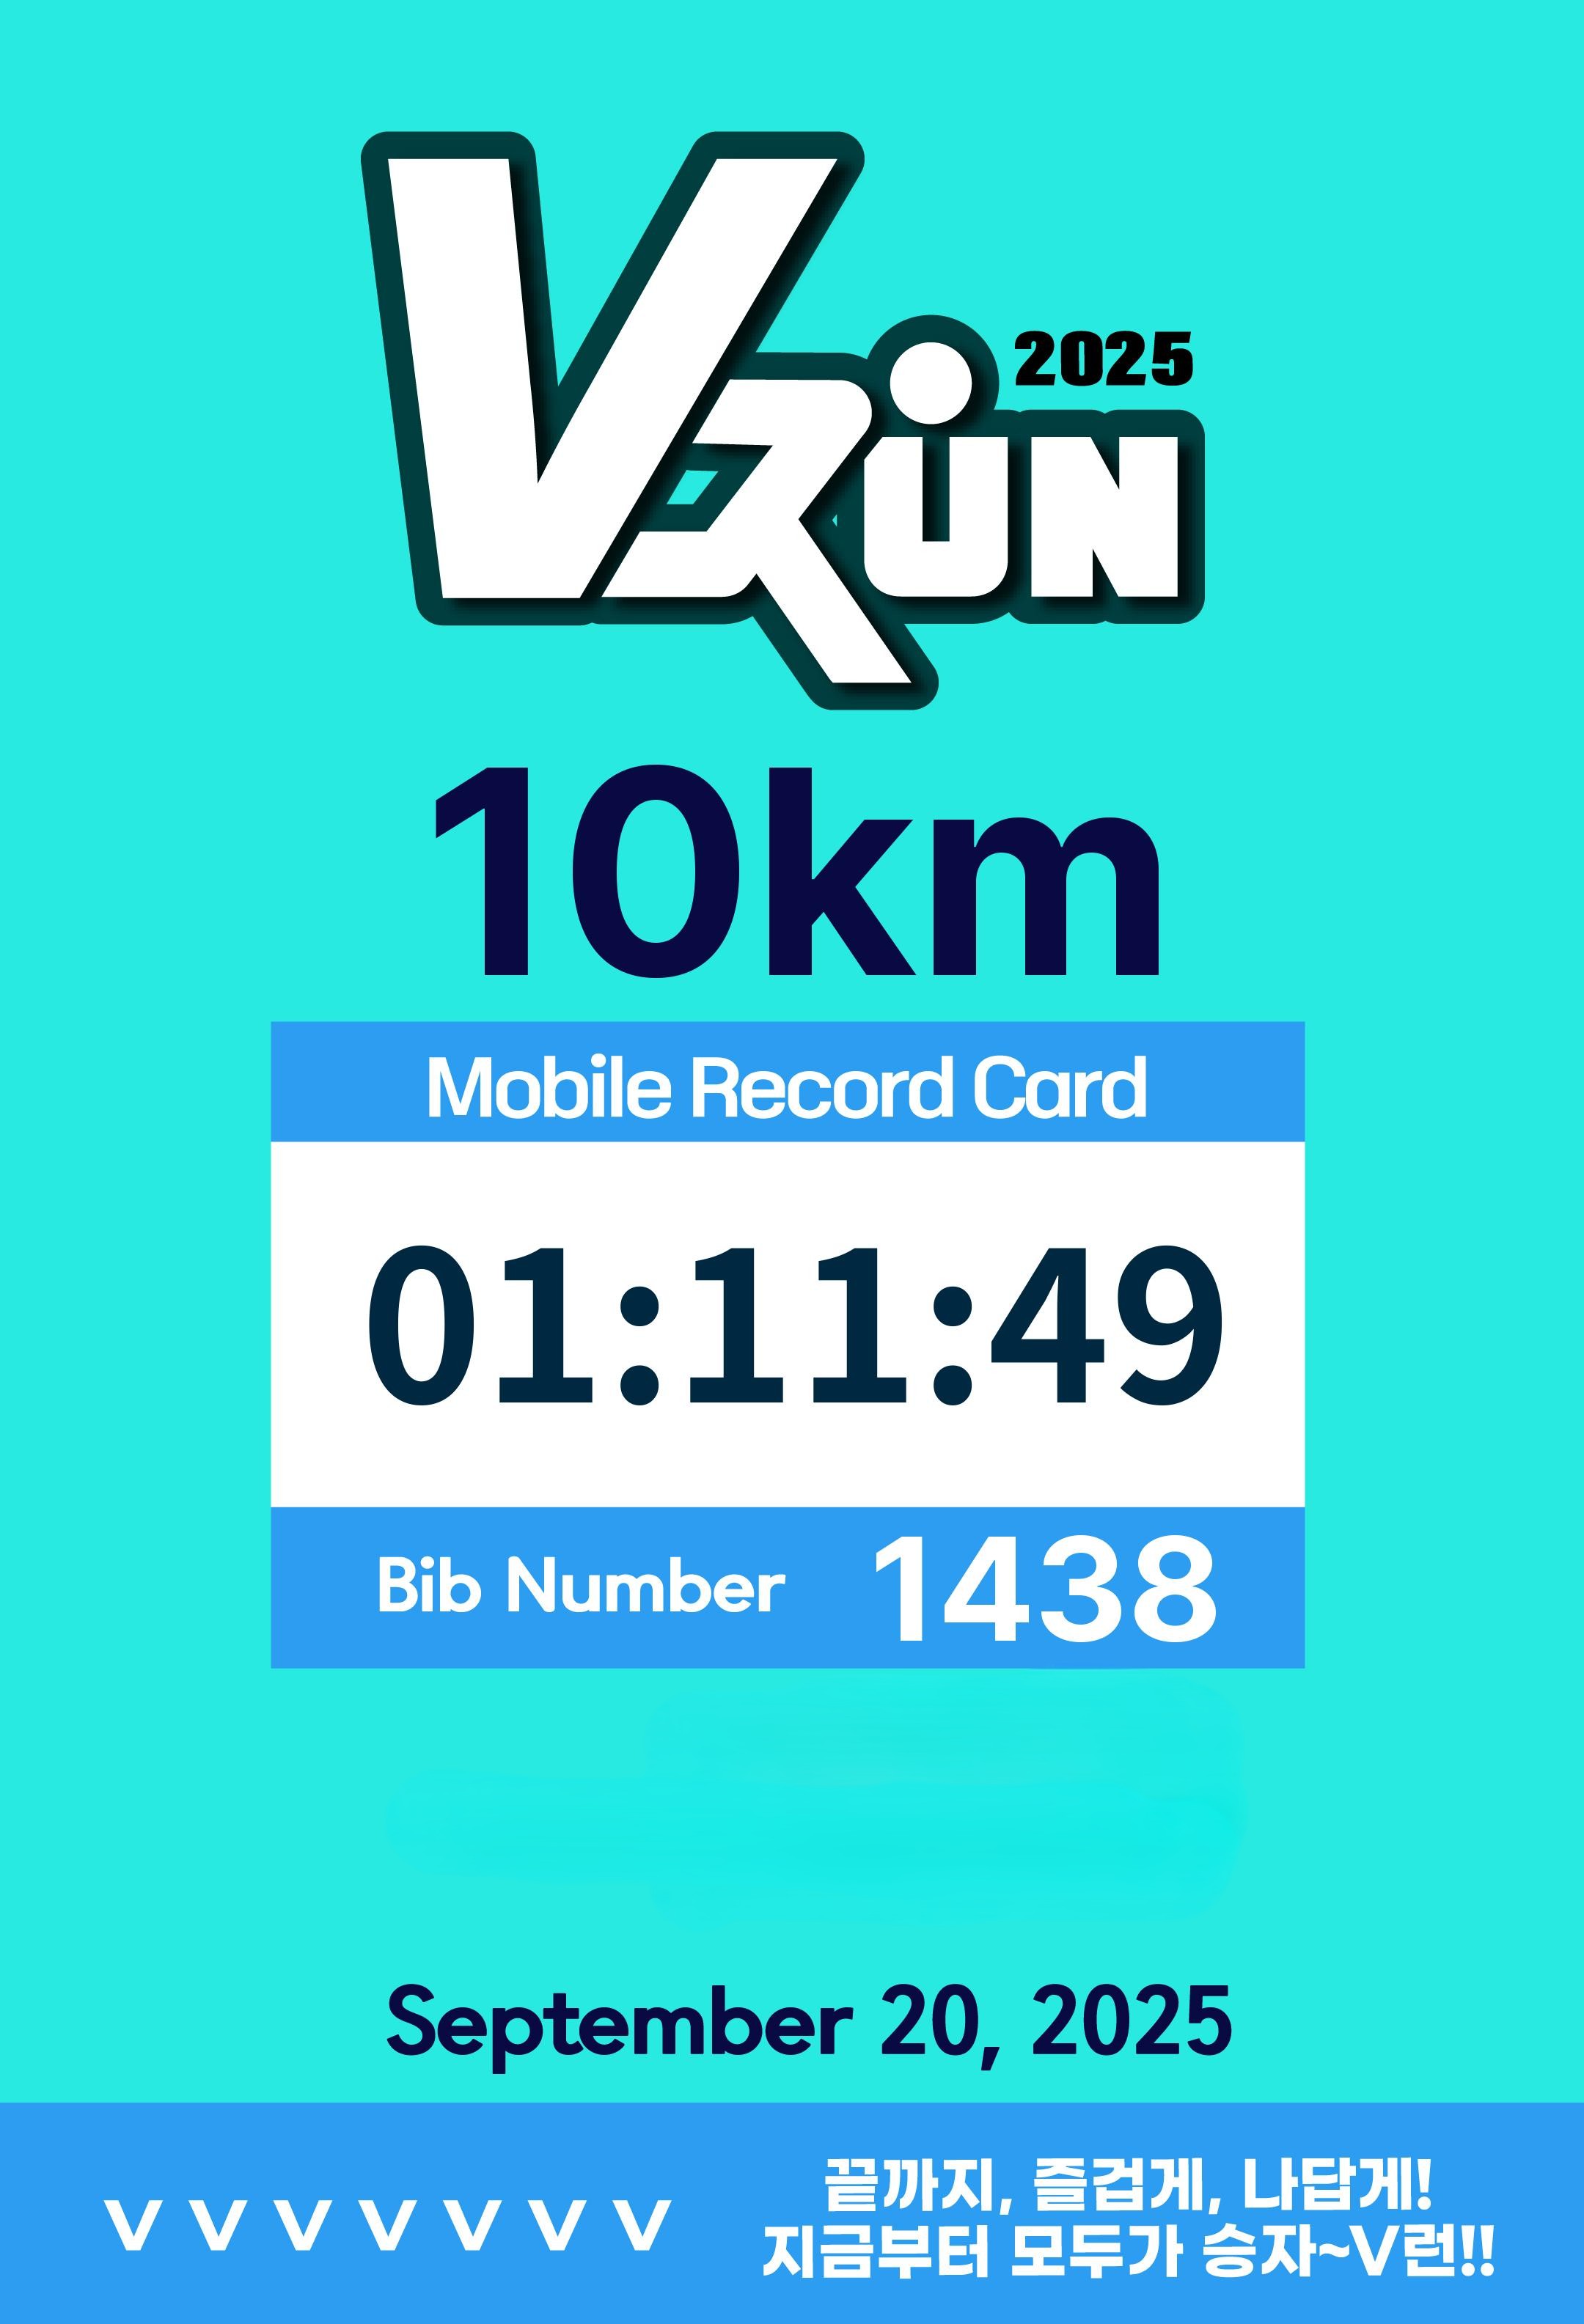 V RUN
2025
10km
Mobile Record Card
01:11:49
Bib Number 1438
September 20, 2025
V V V V V V V
끝까지, 즐겁게, 나답게!
지금부터 모두가 승자~V런!!